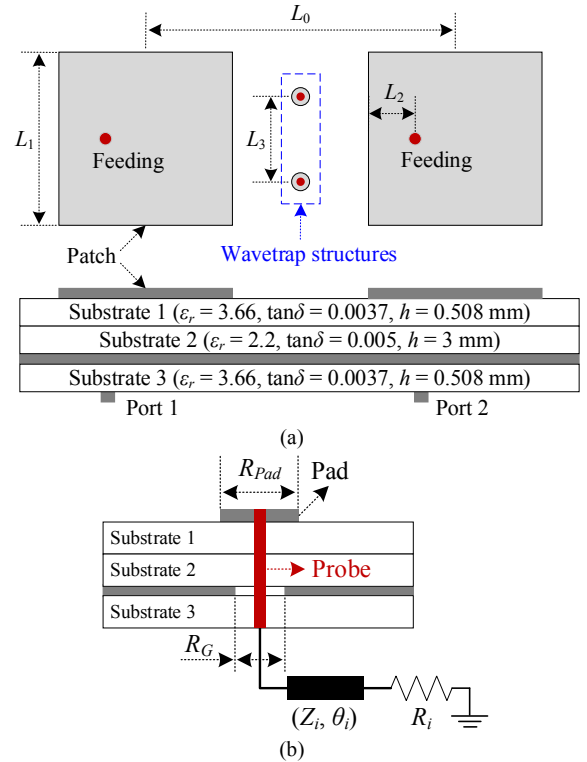 L0
L1
L2
L3
Feeding
Feeding
Patch
Wavetrap structures
Substrate 1 (εr = 3.66, tanδ = 0.0037, h = 0.508 mm)
Substrate 2 (εr = 2.2, tanδ = 0.005, h = 3 mm)
Substrate 3 (εr = 3.66, tanδ = 0.0037, h = 0.508 mm)
Port 1
Port 2
(a)
RPad
Pad
Substrate 1
Substrate 2
Probe
Substrate 3
RG
(Zi, θi)
Ri
(b)